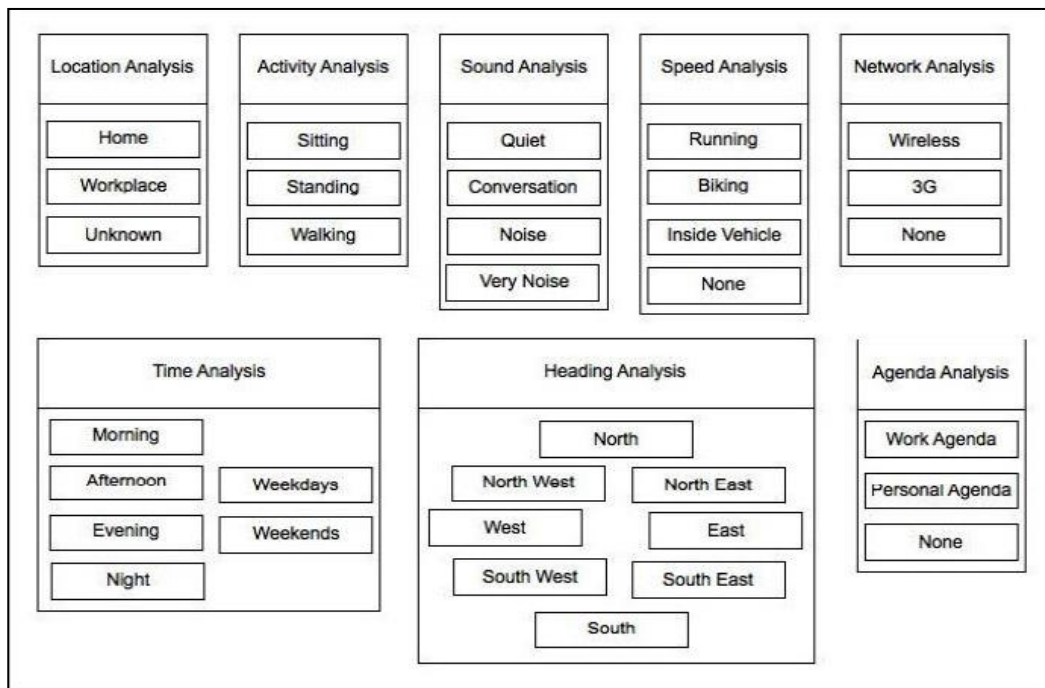 Location Analysis
Home
Workplace
Unknown
Activity Analysis
Sitting
Standing
Walking
Sound Analysis
Quiet
Conversation
Noise
Very Noise
Speed Analysis
Running
Biking
Inside Vehicle
None
Network Analysis
Wireless
3G
None
Time Analysis
Morning
Afternoon
Evening
Night
Weekdays
Weekends
Heading Analysis
North
North West
North East
West
East
South West
South East
South
Agenda Analysis
Work Agenda
Personal Agenda
None